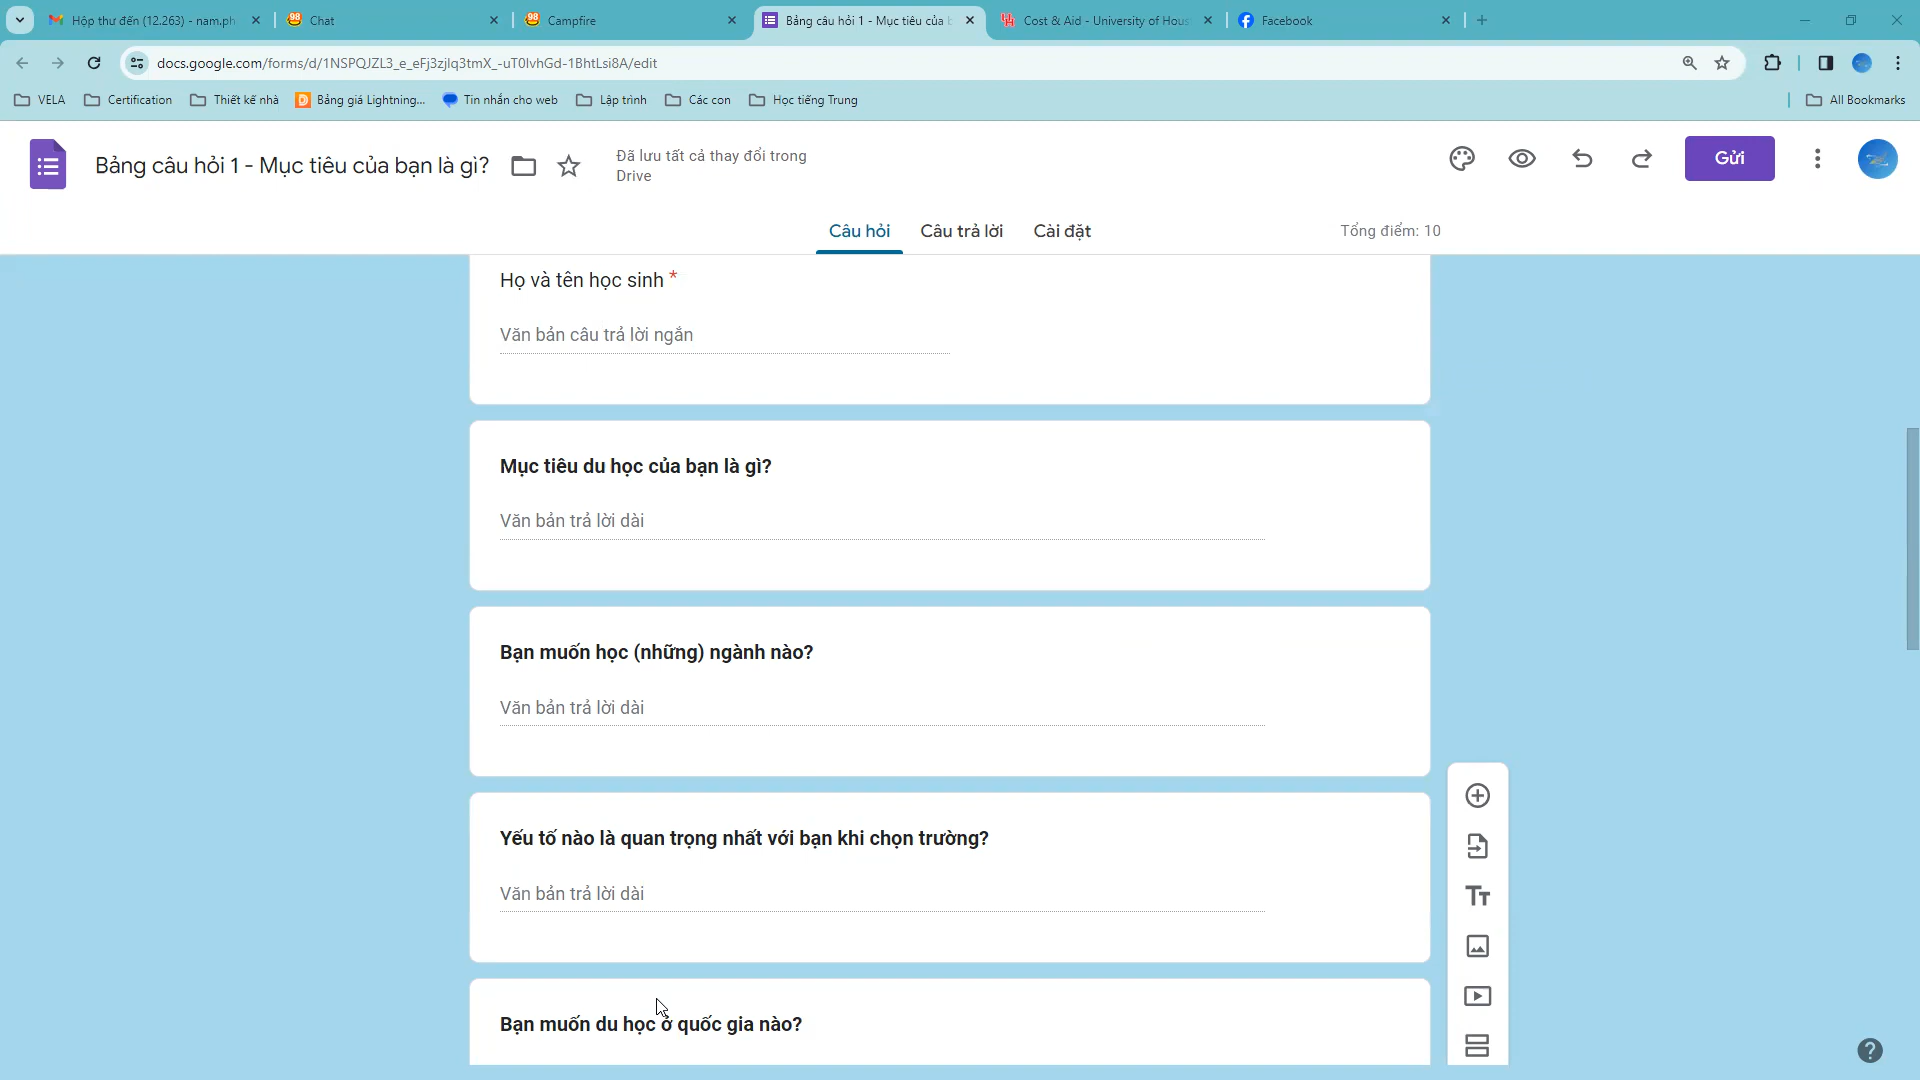 Hộp thư đến (12.263) - nam.ph
Chat
Campfire
Bảng câu hỏi 1 - Mục tiêu của b
Cost & Aid - University of Hous
Facebook
docs.google.com/forms/d/1NSPQJZL3_e_eFj3zjlq3tmX_-uT0lvhGd-1BhtLsi8A/edit
VELA
Certification
Thiết kế nhà
Bảng giá Lightning...
Tin nhắn cho web
Lập trình
Các con
Học tiếng Trung
All Bookmarks
Bảng câu hỏi 1 - Mục tiêu của bạn là gì?
Đã lưu tất cả thay đổi trong
Drive
Gửi
Câu hỏi
Câu trả lời
Cài đặt
Tổng điểm: 10
Họ và tên học sinh *
Văn bản câu trả lời ngắn
Mục tiêu du học của bạn là gì?
Văn bản trả lời dài
Bạn muốn học (những) ngành nào?
Văn bản trả lời dài
Yếu tố nào là quan trọng nhất với bạn khi chọn trường?
Văn bản trả lời dài
Bạn muốn du học ở quốc gia nào?